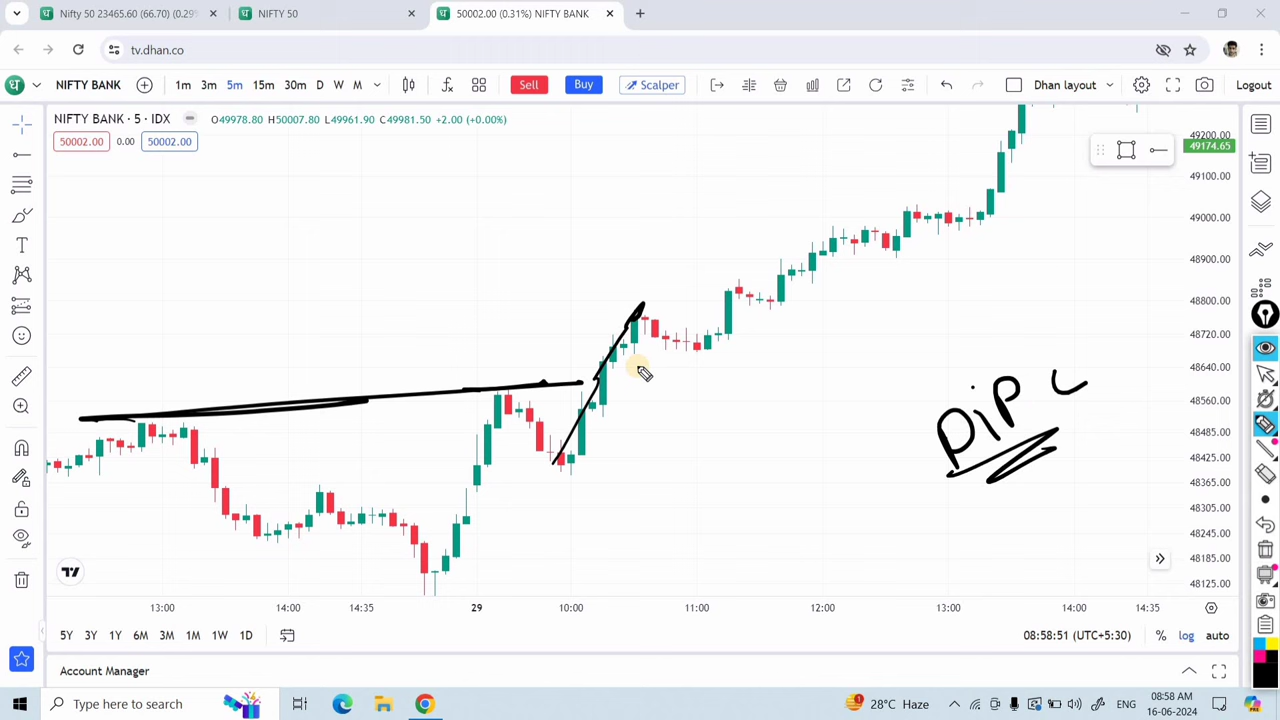 Nifty 50 23465.60 (66.70) (0.29%
NIFTY 50
50002.00 (0.31%) NIFTY BANK
tv.dhan.co
NIFTY BANK 1m 3m 5m 15m 30m D W M Sell Buy Scalper Dhan layout Logout
NIFTY BANK · 5 · IDX O49978.80 H50007.80 L49961.90 C49981.50 +2.00 (+0.00%)
50002.00 0.00 50002.00
49200.00
49174.65
49100.00
49000.00
48900.00
48800.00
48720.00
48640.00
48560.00
48485.00
48425.00
48365.00
48305.00
48245.00
48185.00
48125.00
DiP
13:00 14:00 14:35 29 10:00 11:00 12:00 13:00 14:00 14:35
5Y 3Y 1Y 6M 3M 1M 1W 1D 08:58:51 (UTC+5:30) % log auto
Account Manager
Type here to search 28°C Haze ENG 08:58 AM
16-06-2024